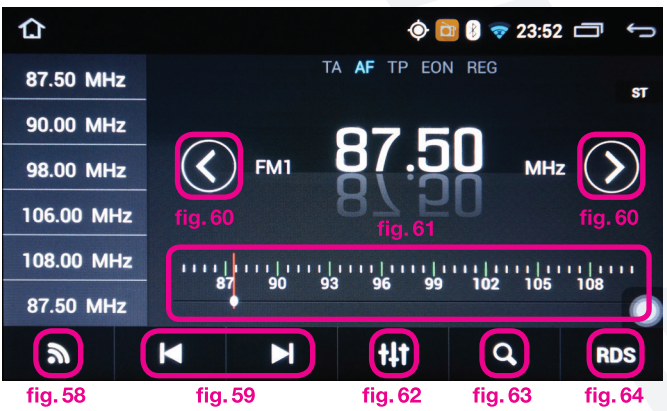 23:52
TA AF TP EON REG
ST
87.50 MHz
90.00 MHz
98.00 MHz
106.00 MHz
108.00 MHz
87.50 MHz
FM1
87.50
MHz
fig. 60
fig. 61
fig. 60
87 90 93 96 99 102 105 108
RDS
fig. 58
fig. 59
fig. 62
fig. 63
fig. 64